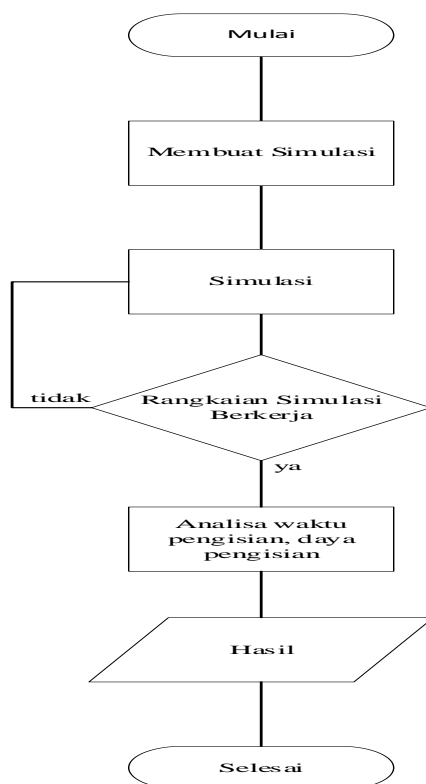 Mulai
Membuat Simulasi
Simulasi
tidak
Rangkaian Simulasi
Berkerja
ya
Analisa waktu
pengisian, daya
pengisian
Hasil
Selesai